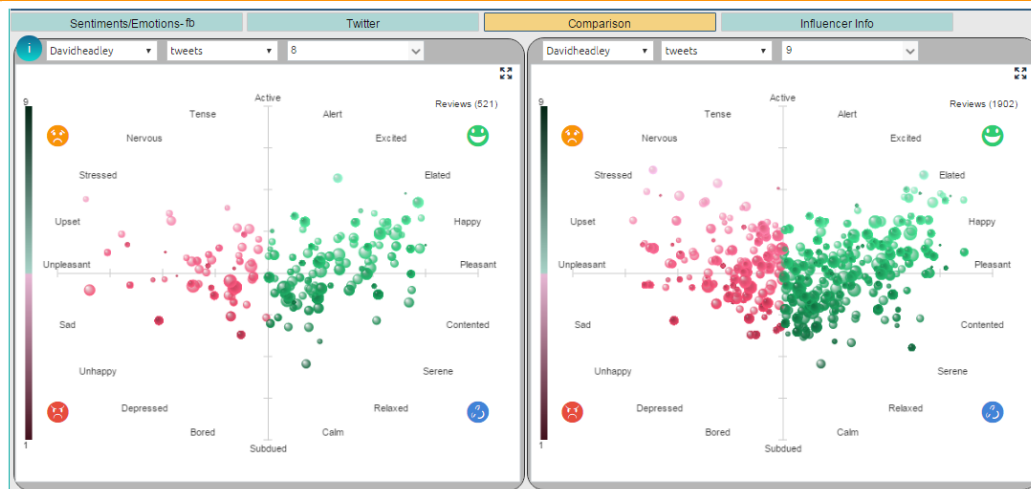 Sentiments/Emotions-fb Twitter Comparison Influencer Info
i Davidheadley tweets 8
Active
Reviews (521)
9
Tense Alert
Nervous Excited
Stressed Elated
Upset Happy
Unpleasant Pleasant
Sad Contented
Unhappy Serene
Depressed Relaxed
Bored Calm
1
Subdued
Davidheadley tweets 9
Active
Reviews (1902)
9
Tense Alert
Nervous Excited
Stressed Elated
Upset Happy
Unpleasant Pleasant
Sad Contented
Unhappy Serene
Depressed Relaxed
Bored Calm
1
Subdued